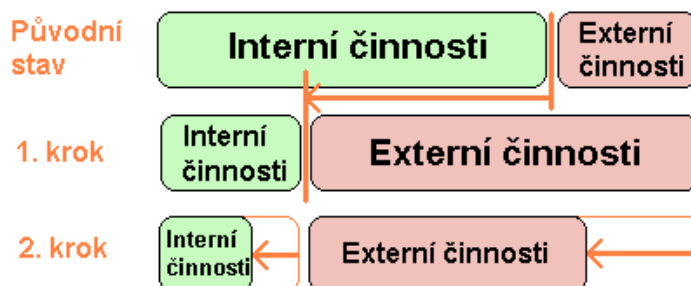 Původní
stav
Interní činnosti
Externí
činnosti
1. krok
Interní
činnosti
Externí činnosti
2. krok
Interní
činnosti
Externí činnosti